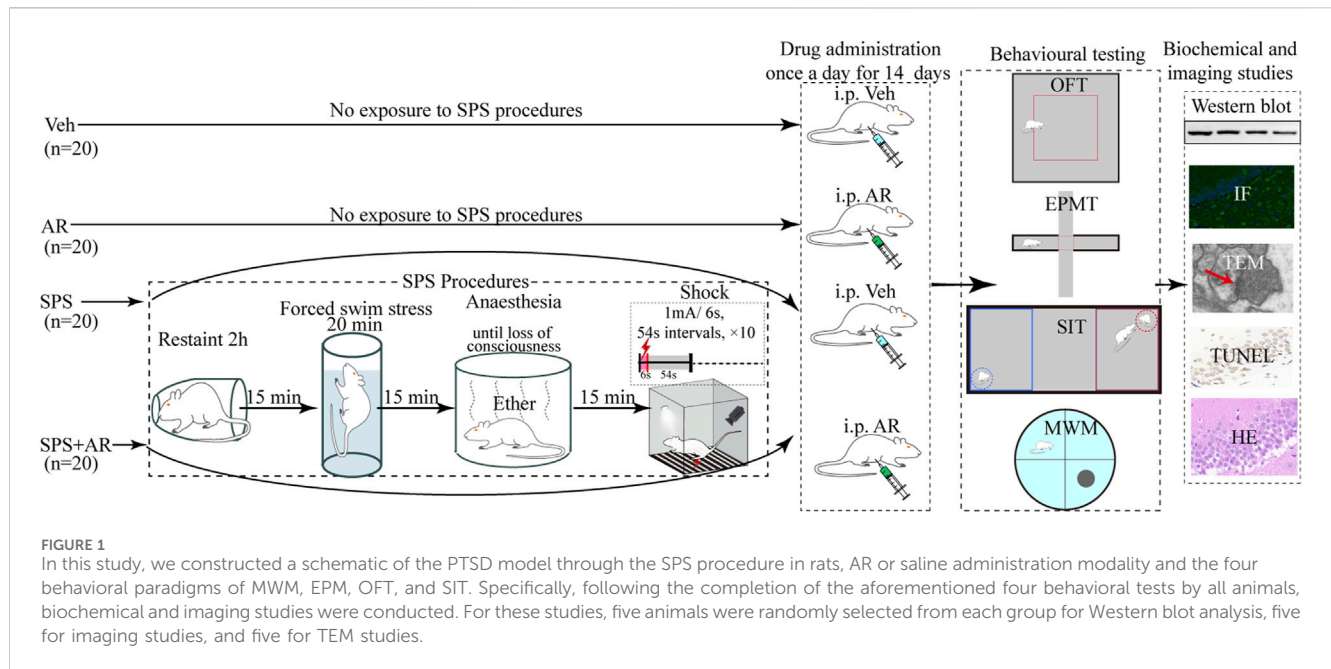 Drug administration
once a day for 14 days
Behavioural testing
Biochemical and
imaging studies
Veh
(n=20)
No exposure to SPS procedures
i.p. Veh
OFT
Western blot
AR
(n=20)
No exposure to SPS procedures
i.p. AR
EPMT
IF
SPS
(n=20)
SPS Procedures
Restaint 2h
15 min
Forced swim stress
20 min
15 min
Anaesthesia
until loss of
consciousness
Ether
15 min
Shock
1mA/ 6s,
54s intervals, ×10
6s 54s
i.p. Veh
SIT
TEM
SPS+AR
(n=20)
i.p. AR
MWM
TUNEL
HE
FIGURE 1
In this study, we constructed a schematic of the PTSD model through the SPS procedure in rats, AR or saline administration modality and the four
behavioral paradigms of MWM, EPM, OFT, and SIT. Specifically, following the completion of the aforementioned four behavioral tests by all animals,
biochemical and imaging studies were conducted. For these studies, five animals were randomly selected from each group for Western blot analysis, five
for imaging studies, and five for TEM studies.